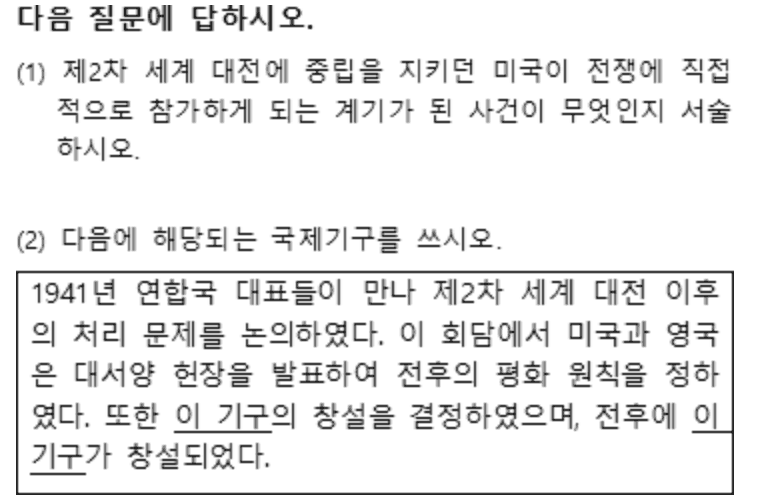 다음 질문에 답하시오.
(1) 제2차 세계 대전에 중립을 지키던 미국이 전쟁에 직접
적으로 참가하게 되는 계기가 된 사건이 무엇인지 서술
하시오.
(2) 다음에 해당되는 국제기구를 쓰시오.
1941년 연합국 대표들이 만나 제2차 세계 대전 이후
의 처리 문제를 논의하였다. 이 회담에서 미국과 영국
은 대서양 헌장을 발표하여 전후의 평화 원칙을 정하
였다. 또한 이 기구의 창설을 결정하였으며, 전후에 이
기구가 창설되었다.